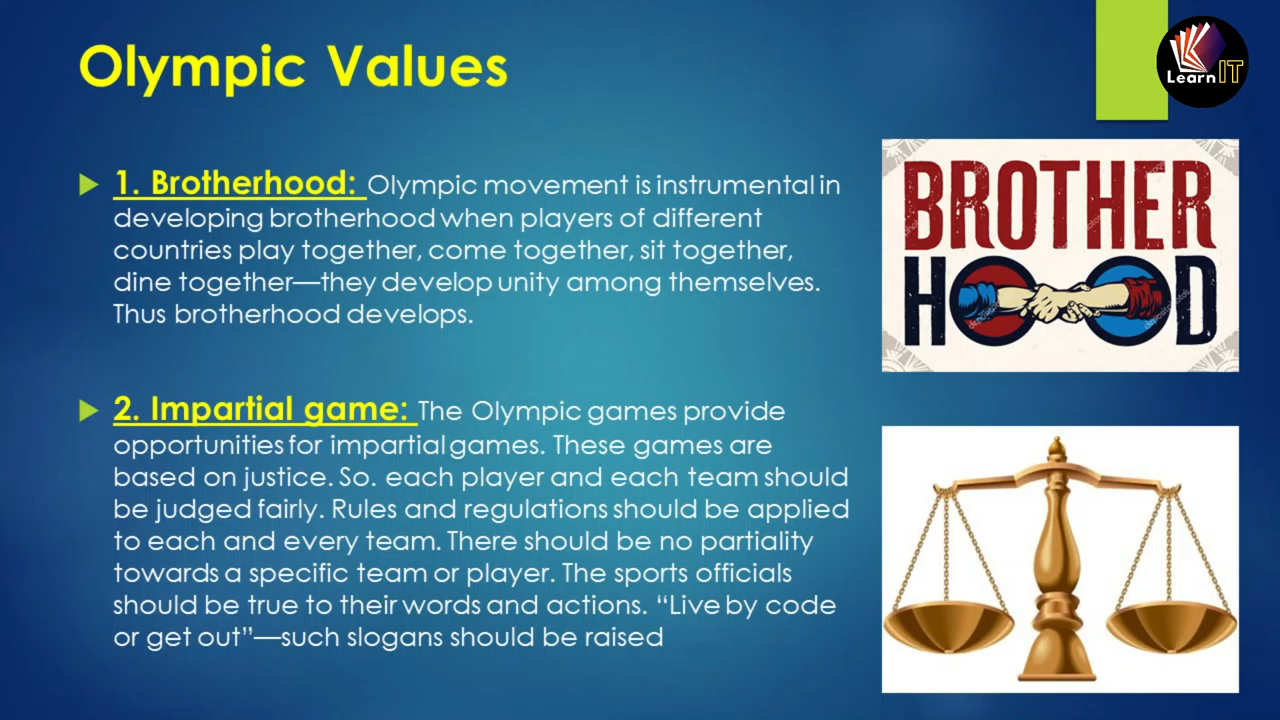 Olympic Values
Learn IT
1. Brotherhood: Olympic movement is instrumental in
developing brotherhood when players of different
countries play together, come together, sit together,
dine together—they develop unity among themselves.
Thus brotherhood develops.
BROTHER
HOOD
depositphotos
depositphotos
2. Impartial game: The Olympic games provide
opportunities for impartial games. These games are
based on justice. So. each player and each team should
be judged fairly. Rules and regulations should be applied
to each and every team. There should be no partiality
towards a specific team or player. The sports officials
should be true to their words and actions. “Live by code
or get out”—such slogans should be raised